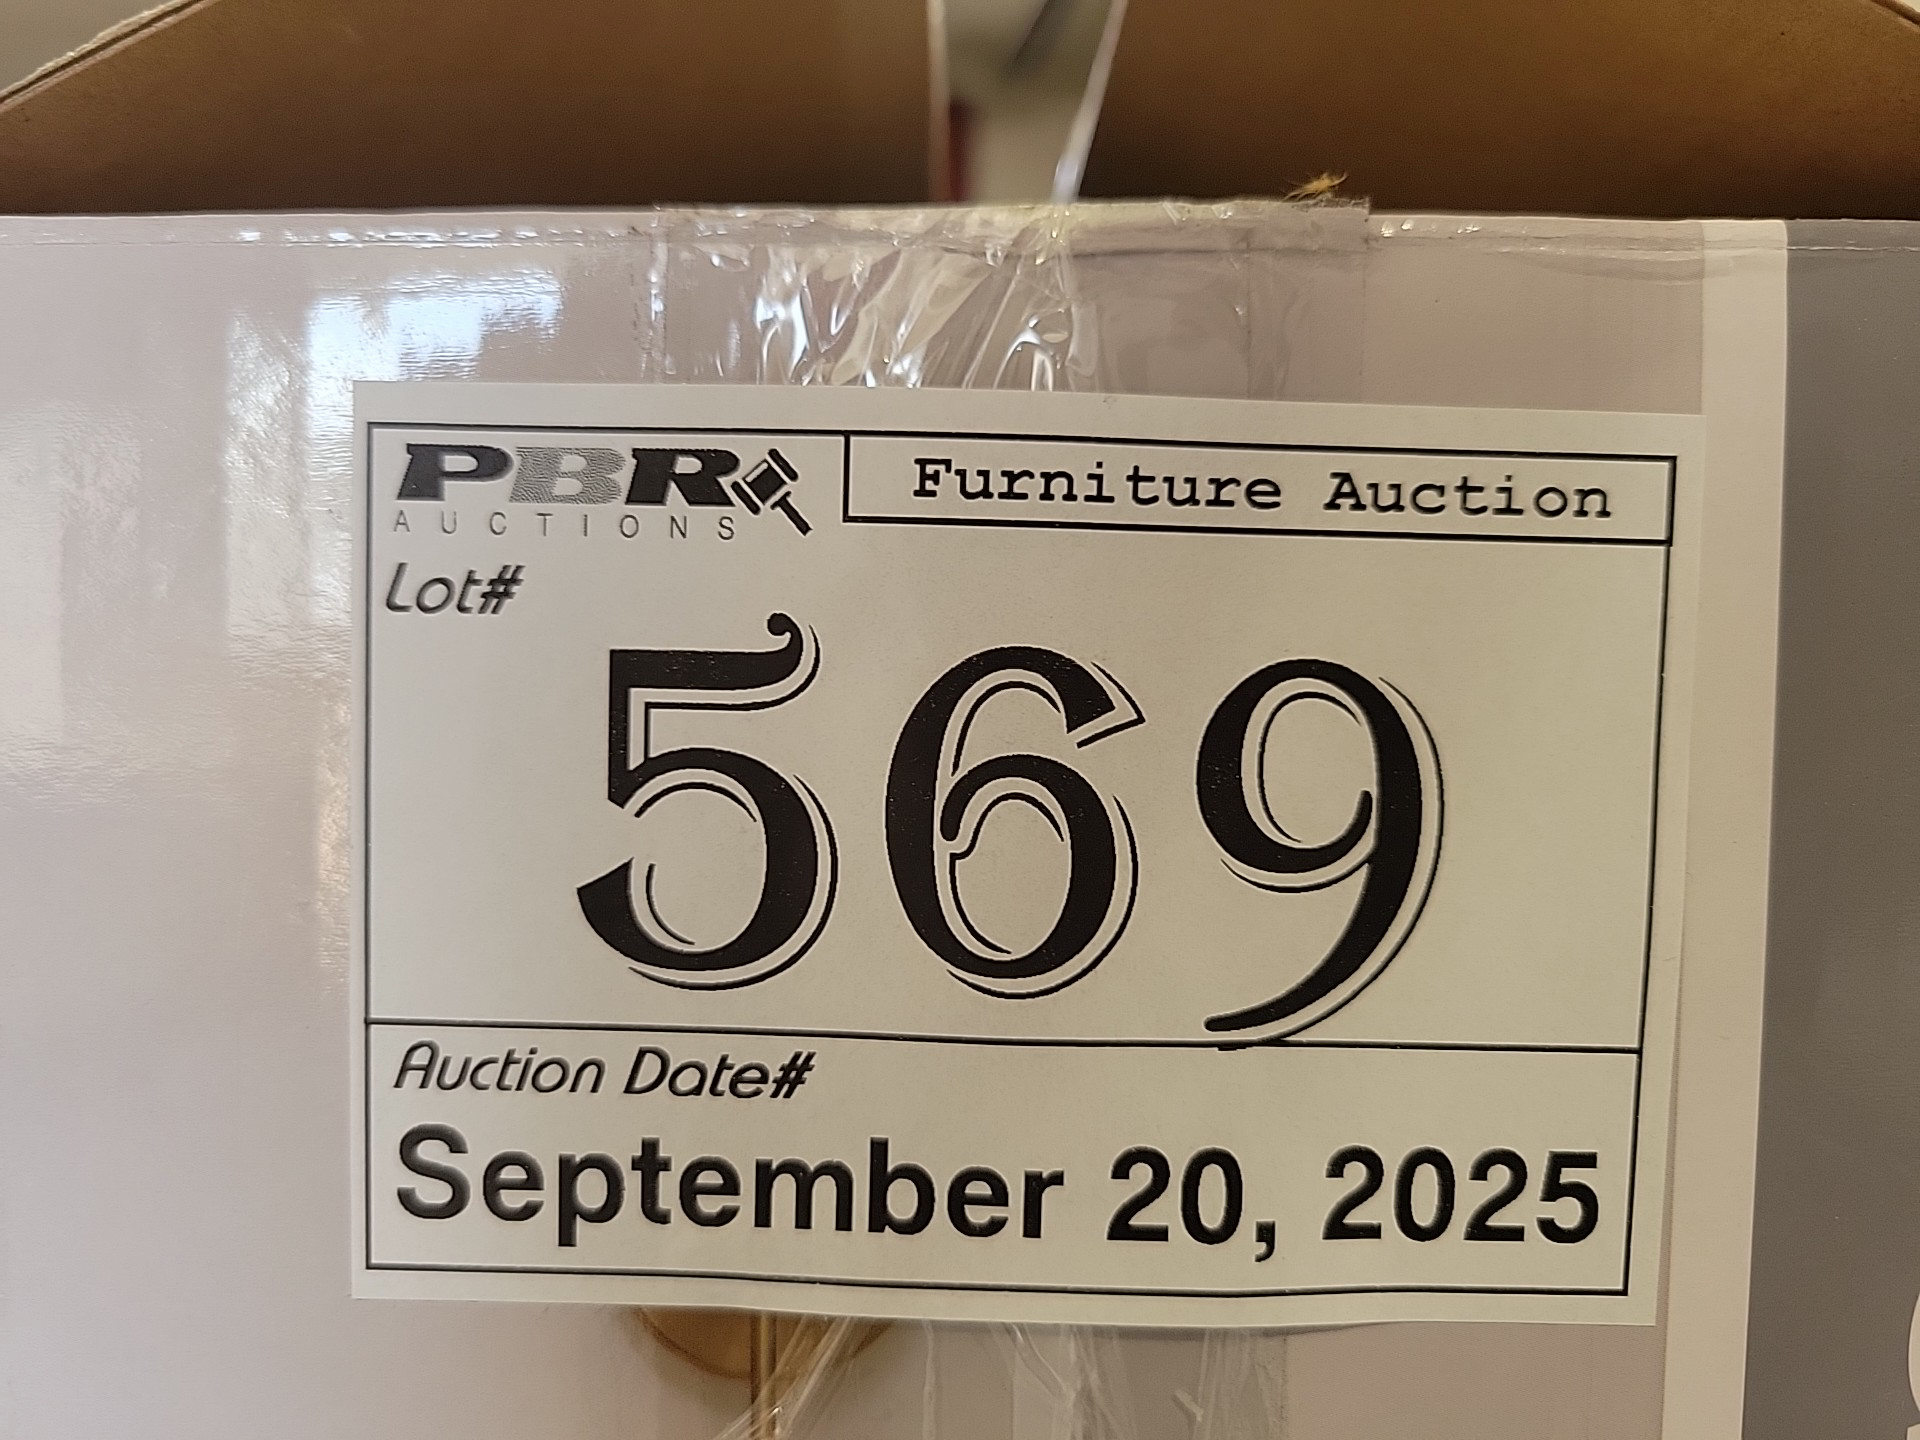 PBR
AUCTIONS
Furniture Auction
Lot#
569
Auction Date#
September 20, 2025